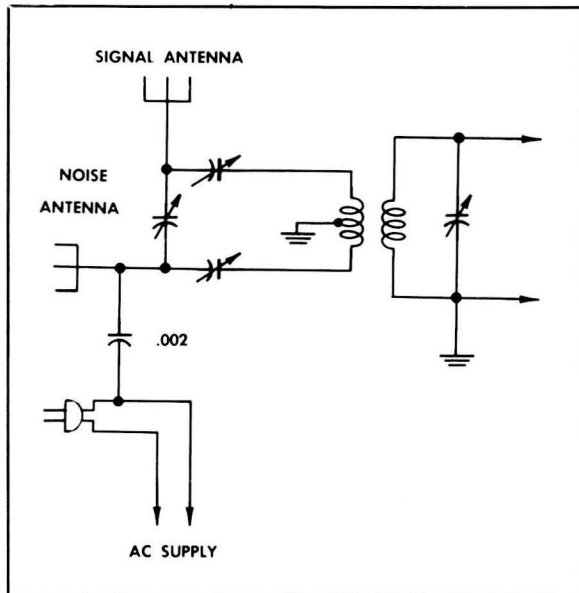 SIGNAL ANTENNA
NOISE
ANTENNA
.002
AC SUPPLY